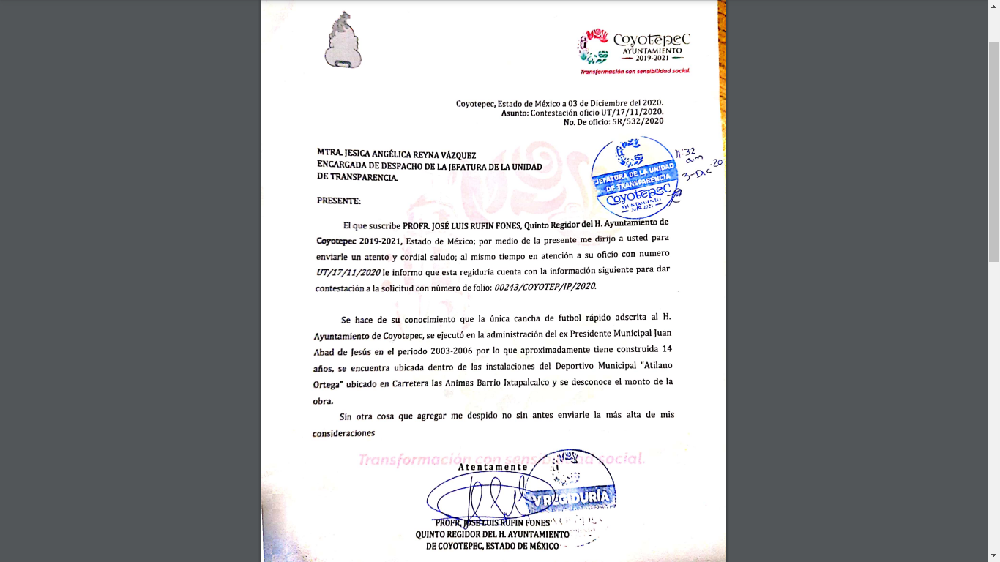 Coyotepec
AYUNTAMIENTO
2019-2021
Transformación con sensibilidad social.
Coyotepec, Estado de México a 03 de Diciembre del 2020.
Asunto: Contestación oficio UT/17/11/2020.
No. De oficio: 5R/532/2020
MTRA. JESICA ANGÉLICA REYNA VÁZQUEZ
ENCARGADA DE DESPACHO DE LA JEFATURA DE LA UNIDAD
DE TRANSPARENCIA.
JEFATURA DE LA UNIDAD
DE TRANSPARENCIA
Coyotepec
AYUNTAMIENTO
2019-2021
11:32
am
3-Dic-20
PRESENTE:
El que suscribe PROFR. JOSÉ LUIS RUFIN FONES, Quinto Regidor del H. Ayuntamiento de
Coyotepec 2019-2021, Estado de México; por medio de la presente me dirijo a usted para
enviarle un atento y cordial saludo; al mismo tiempo en atención a su oficio con numero
UT/17/11/2020 le informo que esta regiduría cuenta con la información siguiente para dar
contestación a la solicitud con número de folio: 00243/COYOTEP/IP/2020.
Se hace de su conocimiento que la única cancha de futbol rápido adscrita al H.
Ayuntamiento de Coyotepec, se ejecutó en la administración del ex Presidente Municipal Juan
Abad de Jesús en el periodo 2003-2006 por lo que aproximadamente tiene construida 14
años, se encuentra ubicada dentro de las instalaciones del Deportivo Municipal "Atilano
Ortega" ubicado en Carretera las Animas Barrio Ixtapalcalco y se desconoce el monto de la
obra.
Sin otra cosa que agregar me despido no sin antes enviarle la más alta de mis
consideraciones
Transformación con sensibilidad social.
Atentamente
V REGIDURÍA
PROFR. JOSÉ LUIS RUFIN FONES
QUINTO REGIDOR DEL H. AYUNTAMIENTO
DE COYOTEPEC, ESTADO DE MÉXICO